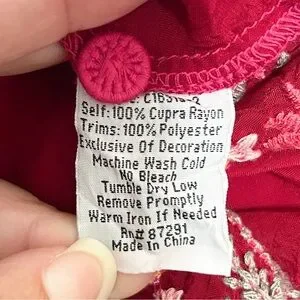 Self: 100% Cupra Rayon
Trims: 100% Polyester
Exclusive Of Decoration
Machine Wash Cold
No Bleach
Tumble Dry Low
Remove Promptly
Warm Iron If Needed
Rn# 87291
Made In China